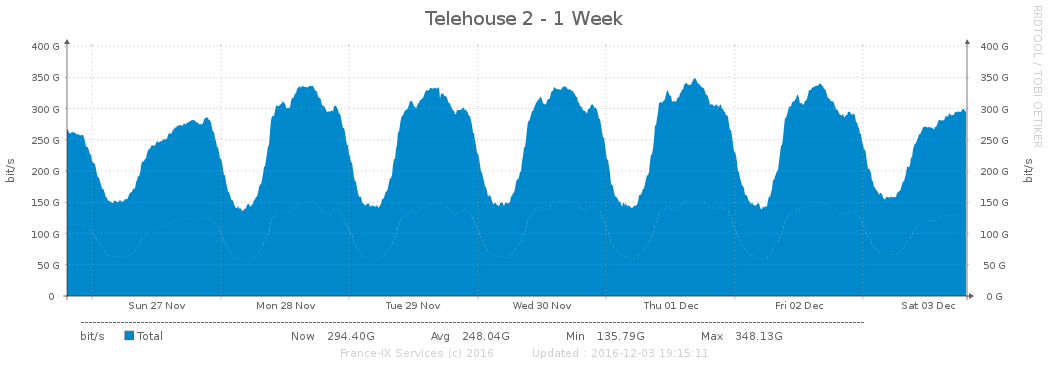 Telehouse 2 - 1 Week
RRDTOOL / TOBI OETIKER
400 G 400 G
350 G 350 G
300 G 300 G
250 G 250 G
200 G 200 G
150 G 150 G
100 G 100 G
50 G 50 G
0 0 G
bit/s bit/s
Sun 27 Nov Mon 28 Nov Tue 29 Nov Wed 30 Nov Thu 01 Dec Fri 02 Dec Sat 03 Dec
bit/s Total Now 294.40G Avg 248.04G Min 135.79G Max 348.13G
France-IX Services (c) 2016 Updated : 2016-12-03 19:15:11